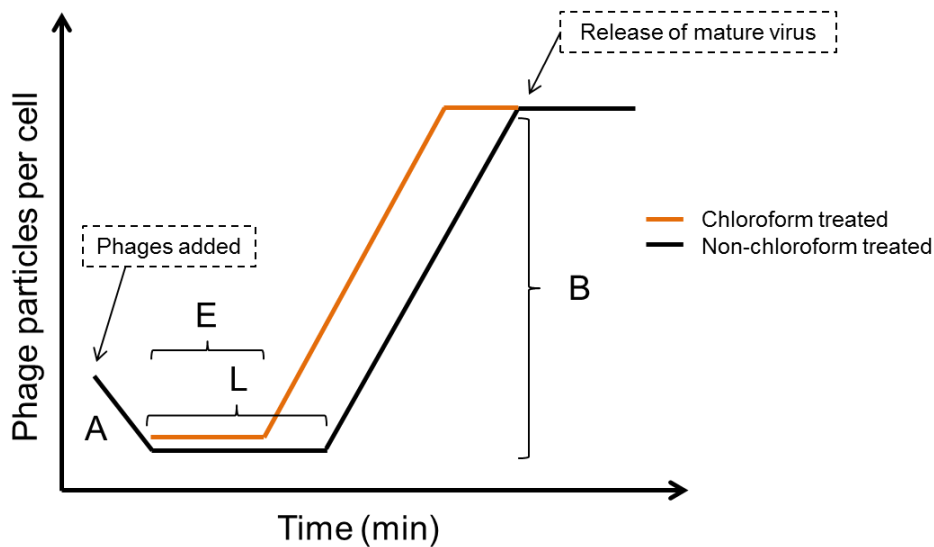 Release of mature virus
Phage particles per cell
Phages added
Chloroform treated
Non-chloroform treated
E
B
L
A
Time (min)